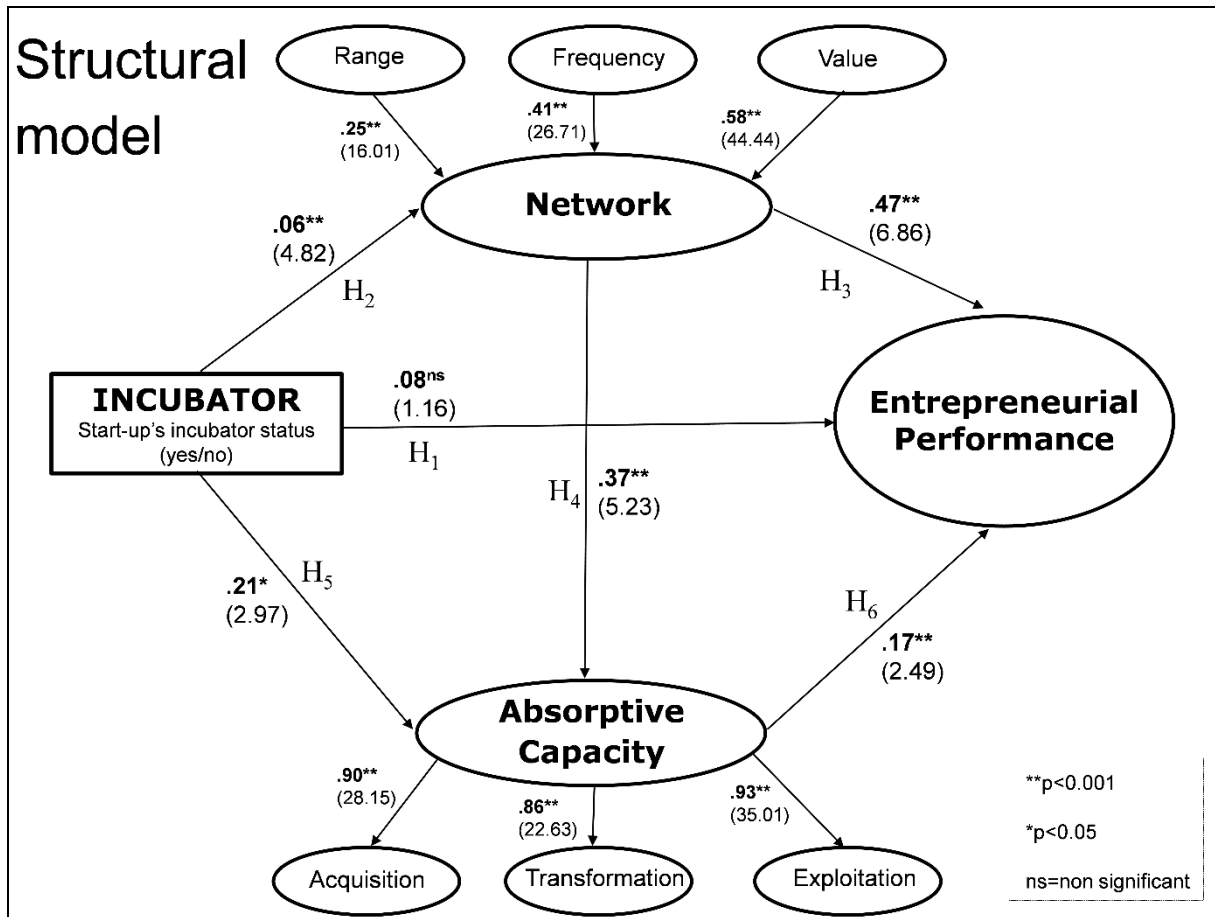 Structural
model
Range
Frequency
Value
.25**
(16.01)
.41**
(26.71)
.58**
(44.44)
Network
.06**
(4.82)
H2
.47**
(6.86)
H3
INCUBATOR
Start-up's incubator status
(yes/no)
.08ns
(1.16)
H1
Entrepreneurial
Performance
H4
.37**
(5.23)
H5
.21*
(2.97)
H6
.17**
(2.49)
Absorptive
Capacity
.90**
(28.15)
.86**
(22.63)
.93**
(35.01)
Acquisition
Transformation
Exploitation
**p<0.001
*p<0.05
ns=non significant